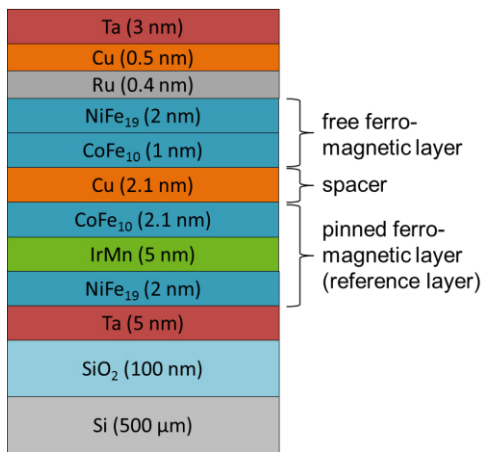 Ta (3 nm)
Cu (0.5 nm)
Ru (0.4 nm)
NiFe₁₉ (2 nm)
CoFe₁₀ (1 nm)
free ferro-
magnetic layer
Cu (2.1 nm)
spacer
CoFe₁₀ (2.1 nm)
IrMn (5 nm)
NiFe₁₉ (2 nm)
pinned ferro-
magnetic layer
(reference layer)
Ta (5 nm)
SiO₂ (100 nm)
Si (500 µm)